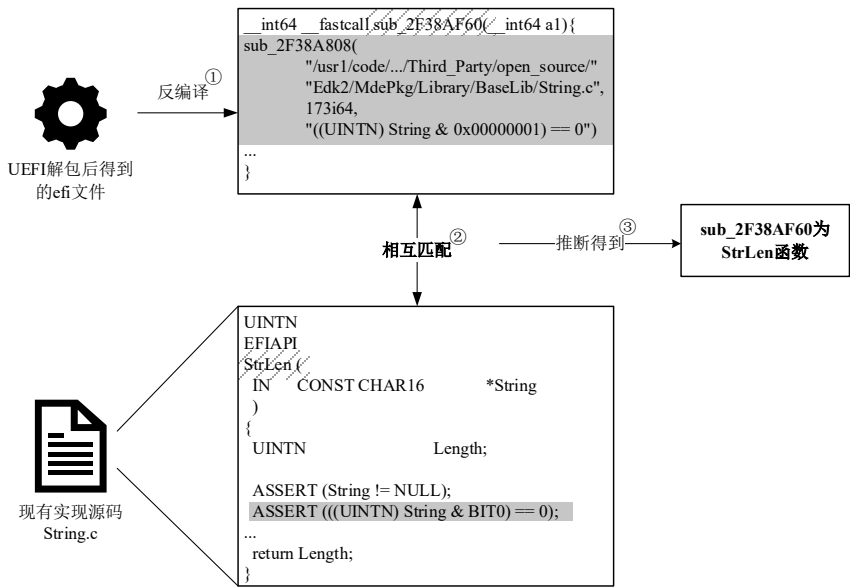 __int64 __fastcall sub_2F38AF60(__int64 a1){
sub_2F38A808(
"/usr1/code/.../Third_Party/open_source/"
"Edk2/MdePkg/Library/BaseLib/String.c",
173i64,
"((UINTN) String & 0x00000001) == 0")
...
}
反编译①
UEFI解包后得到
的efi文件
相互匹配②
推断得到③
sub_2F38AF60为
StrLen函数
UINTN
EFIAPI
StrLen (
IN CONST CHAR16 *String
)
{
UINTN Length;
ASSERT (String != NULL);
ASSERT (((UINTN) String & BIT0) == 0);
...
return Length;
}
现有实现源码
String.c